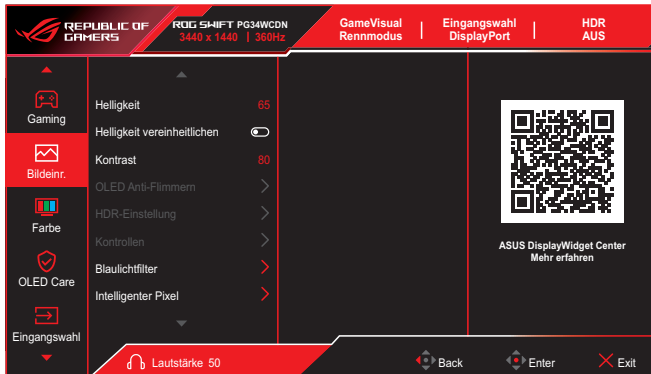 REPUBLIC OF
GAMERS
ROG SWIFT PG34WCDN
3440 x 1440 | 360Hz
GameVisual
Rennmodus
Eingangswahl
DisplayPort
HDR
AUS
Gaming
Bildeinr.
Farbe
OLED Care
Eingangswahl
Helligkeit 65
Helligkeit vereinheitlichen
Kontrast 80
OLED Anti-Flimmern
HDR-Einstellung
Kontrollen
Blaulichtfilter
Intelligenter Pixel
ASUS DisplayWidget Center
Mehr erfahren
Lautstärke 50
Back
Enter
Exit